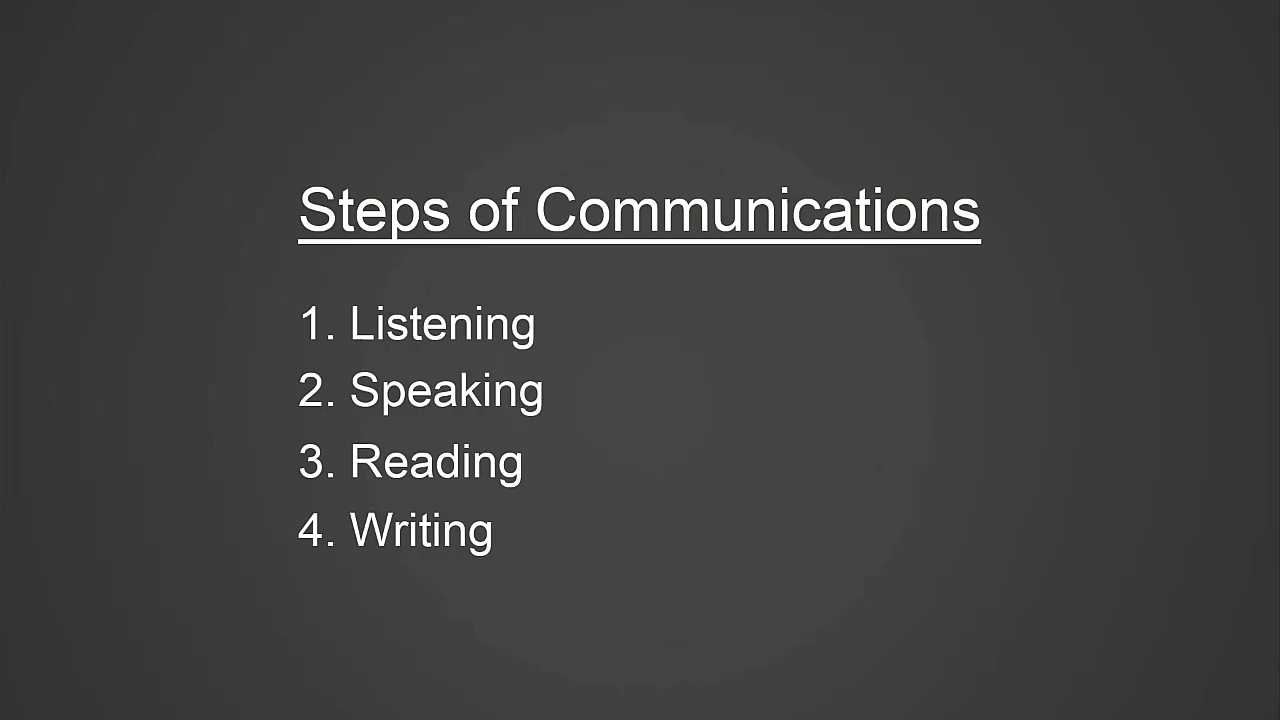 Steps of Communications
1. Listening
2. Speaking
3. Reading
4. Writing